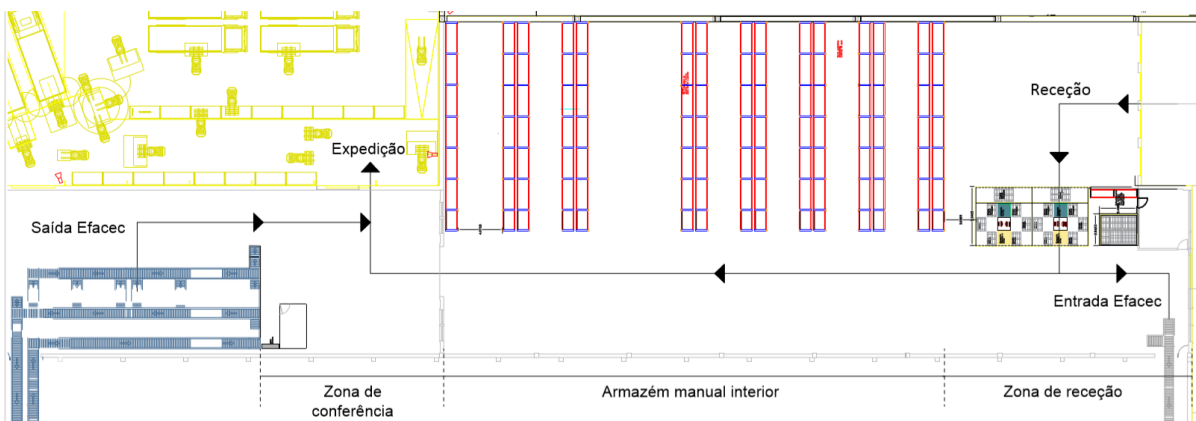 Receção
Expedição
Saída Efacec
Entrada Efacec
Zona de
conferência
Armazém manual interior
Zona de receção